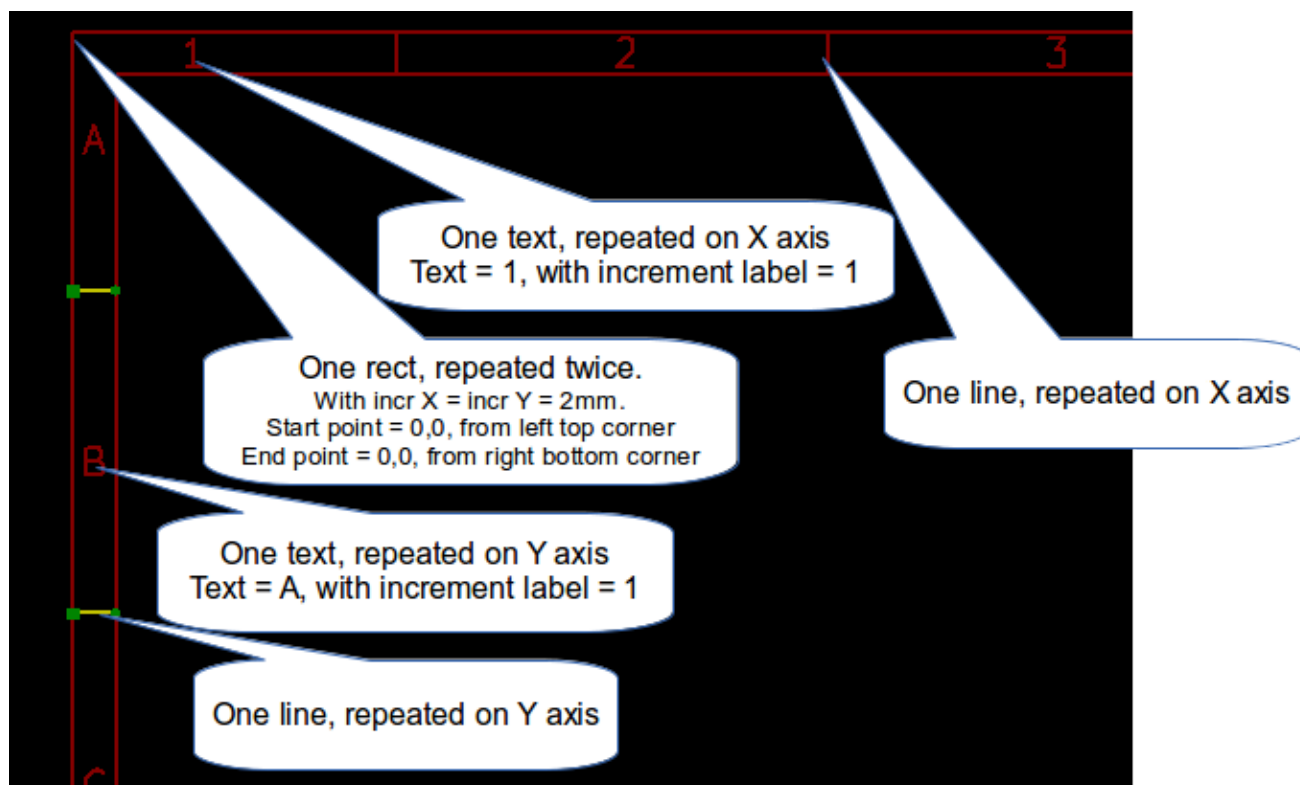 1 2 3
A
One text, repeated on X axis
Text = 1, with increment label = 1
One rect, repeated twice.
With incr X = incr Y = 2mm.
Start point = 0,0, from left top corner
End point = 0,0, from right bottom corner
One line, repeated on X axis
B
One text, repeated on Y axis
Text = A, with increment label = 1
One line, repeated on Y axis
C